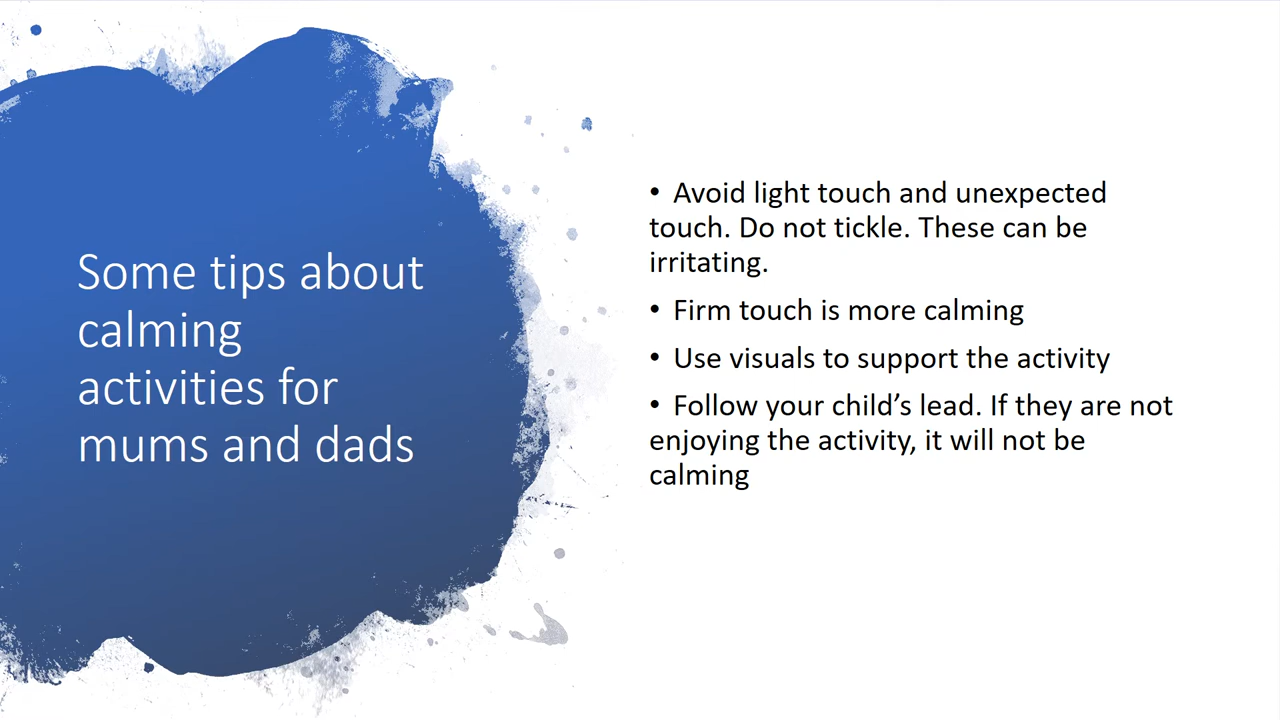 Some tips about
calming
activities for
mums and dads
• Avoid light touch and unexpected
touch. Do not tickle. These can be
irritating.
• Firm touch is more calming
• Use visuals to support the activity
• Follow your child’s lead. If they are not
enjoying the activity, it will not be
calming